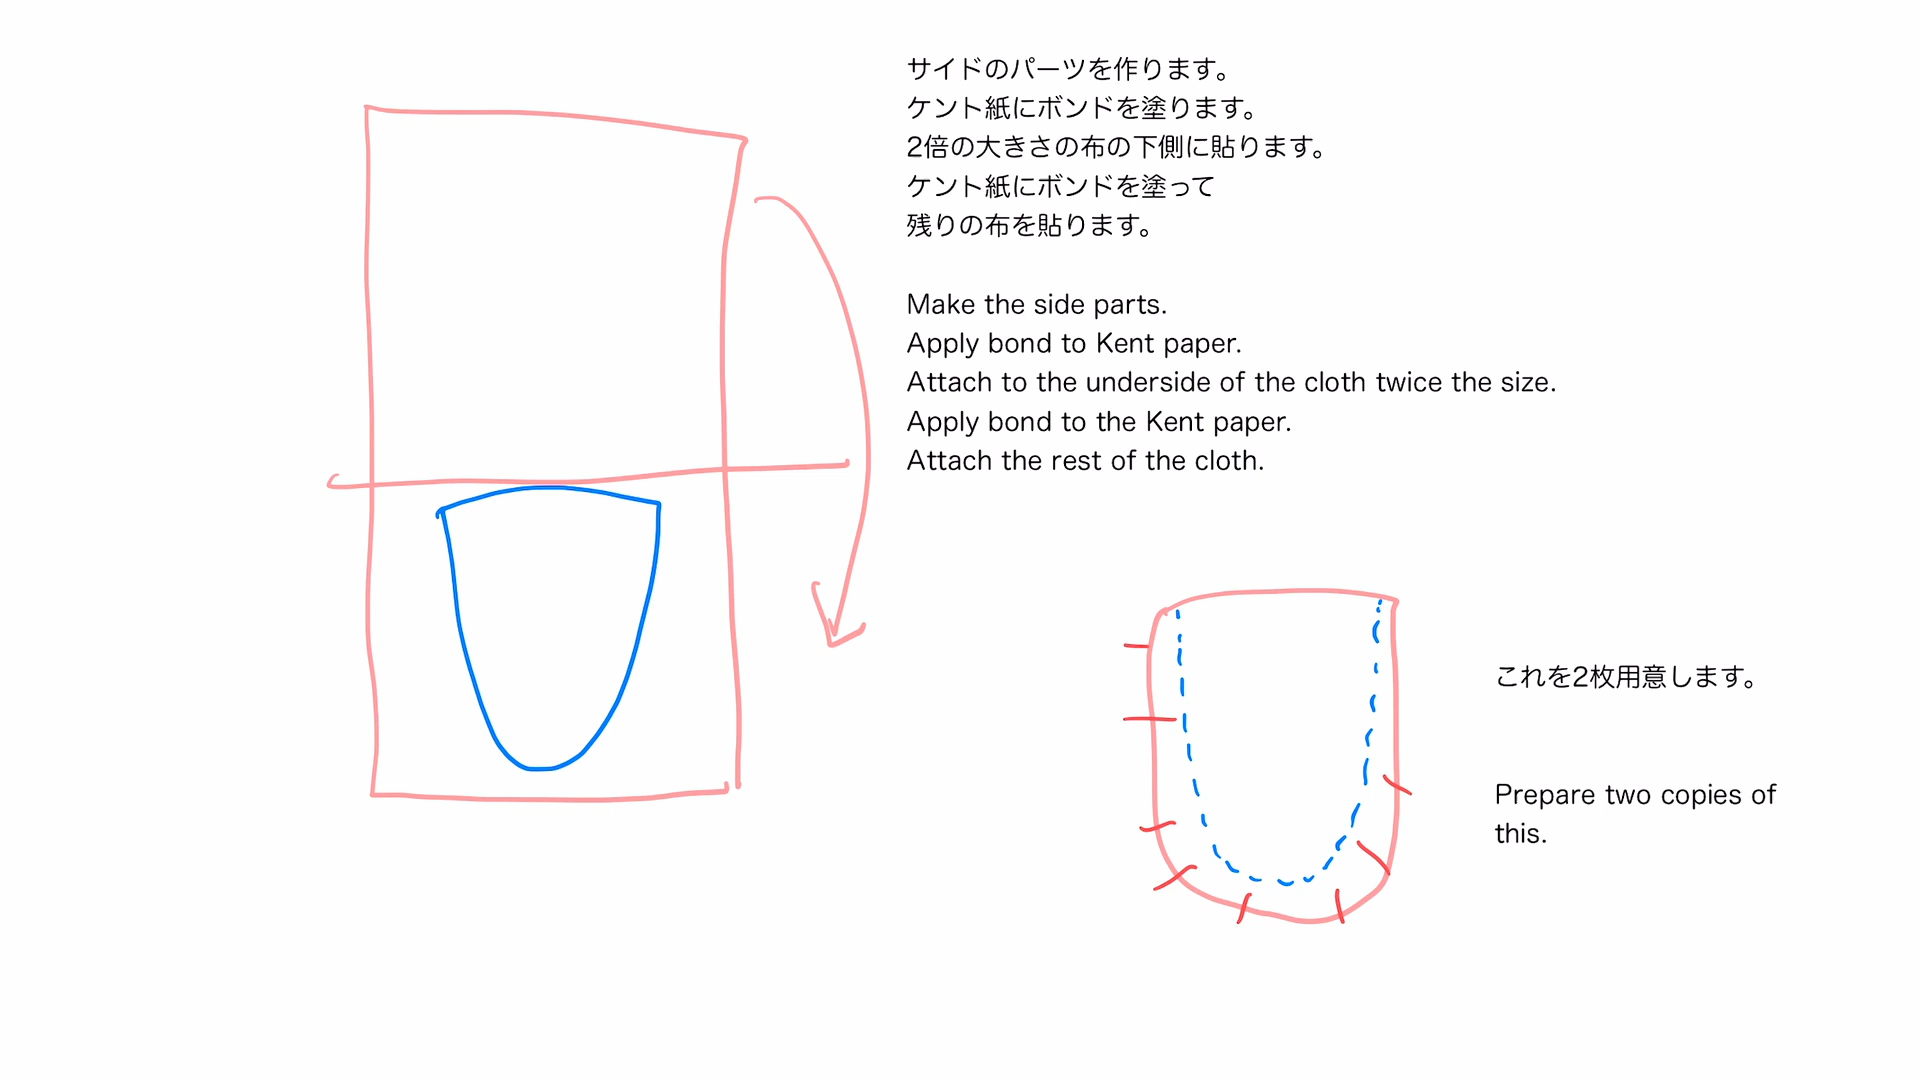 サイドのパーツを作ります。
ケント紙にボンドを塗ります。
2倍の大きさの布の下側に貼ります。
ケント紙にボンドを塗って
残りの布を貼ります。
Make the side parts.
Apply bond to Kent paper.
Attach to the underside of the cloth twice the size.
Apply bond to the Kent paper.
Attach the rest of the cloth.
これを2枚用意します。
Prepare two copies of
this.